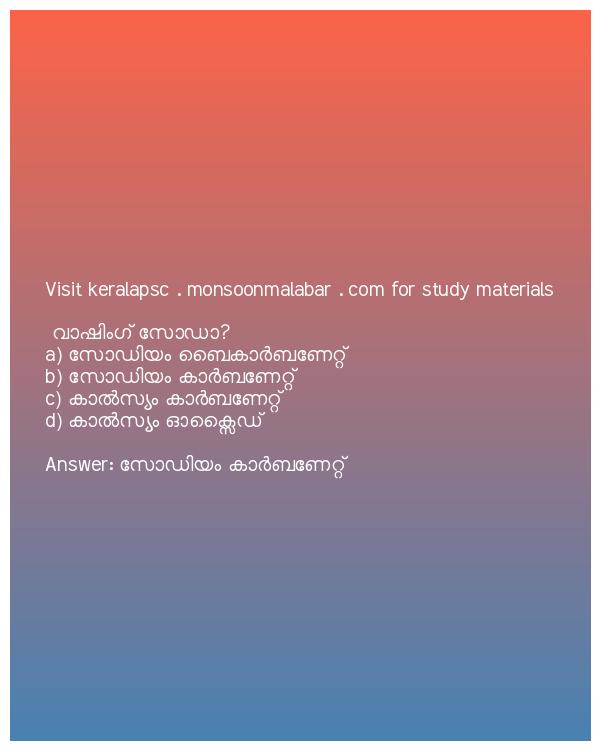 Visit keralapsc . monsoonmalabar . com for study materials
വാഷിംഗ് സോഡാ?
a) സോഡിയം ബൈകാർബണേറ്റ്
b) സോഡിയം കാർബണേറ്റ്
c) കാൽസ്യം കാർബണേറ്റ്
d) കാൽസ്യം ഓക്സൈഡ്
Answer: സോഡിയം കാർബണേറ്റ്